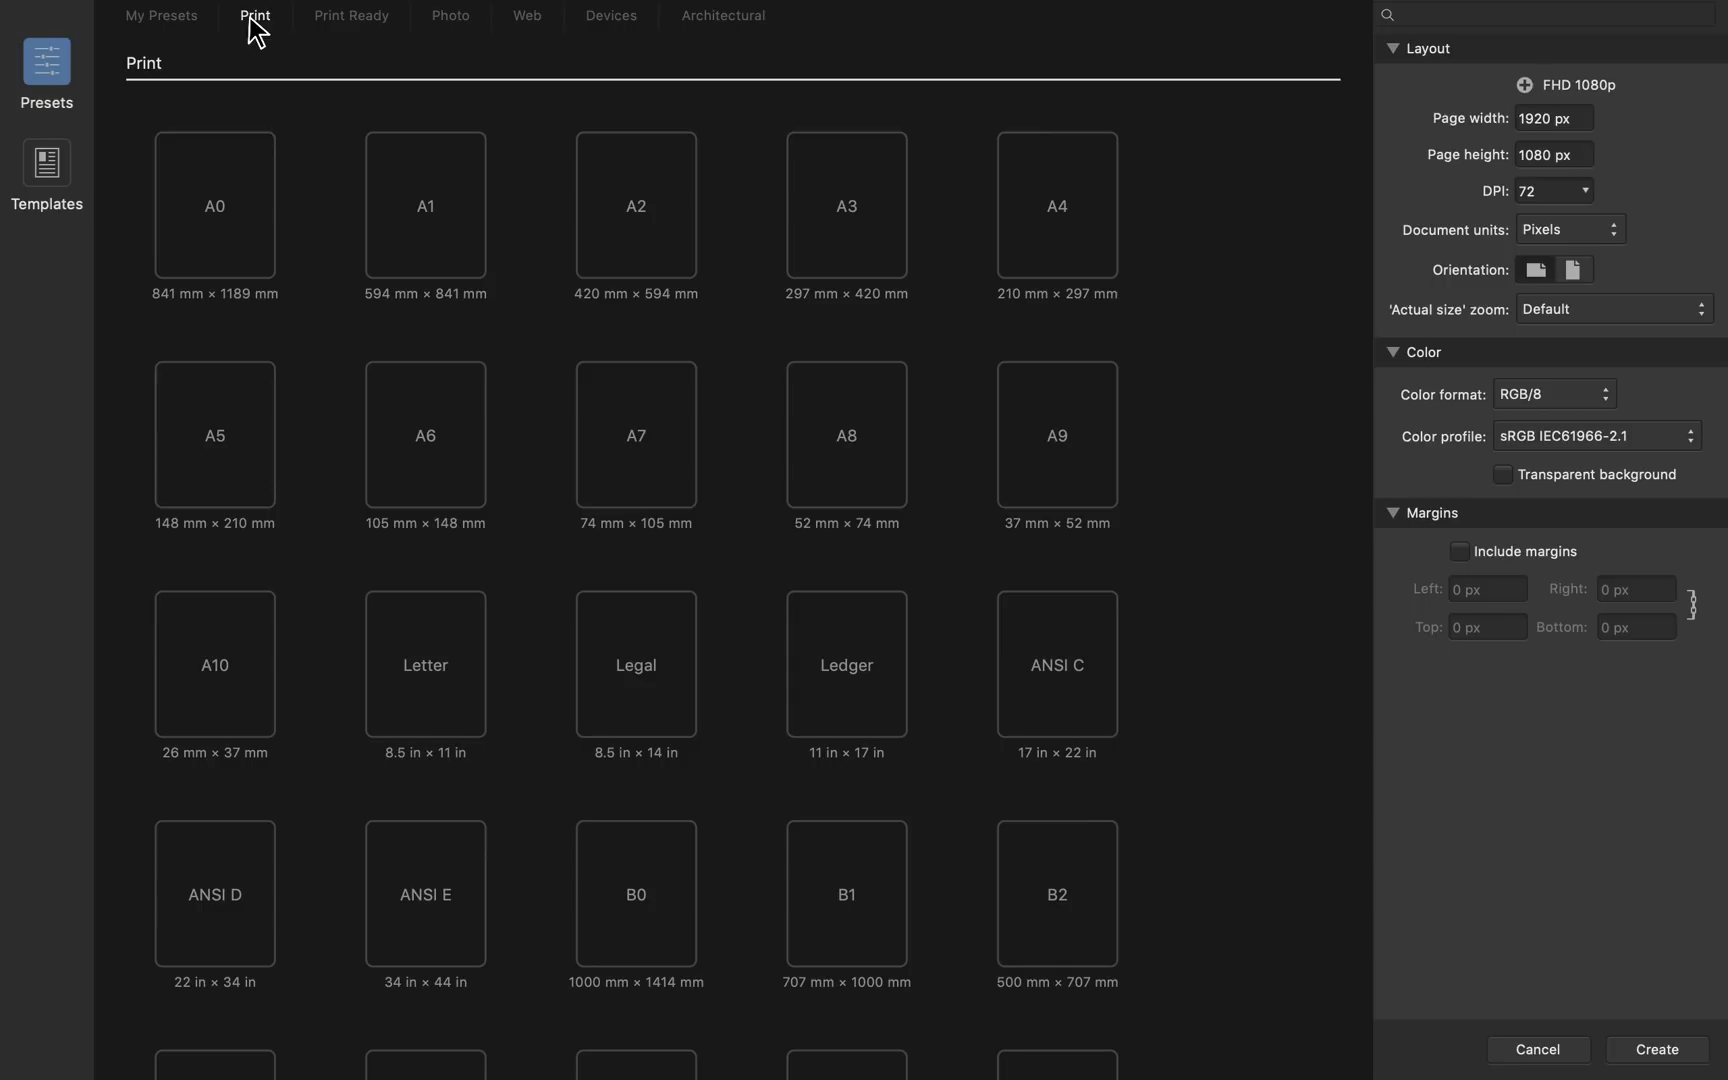 My Presets
Print
Print Ready
Photo
Web
Devices
Architectural
Presets
Templates
Print
A0
A1
A2
A3
A4
841 mm × 1189 mm
594 mm × 841 mm
420 mm × 594 mm
297 mm × 420 mm
210 mm × 297 mm
A5
A6
A7
A8
A9
148 mm × 210 mm
105 mm × 148 mm
74 mm × 105 mm
52 mm × 74 mm
37 mm × 52 mm
A10
Letter
Legal
Ledger
ANSI C
26 mm × 37 mm
8.5 in × 11 in
8.5 in × 14 in
11 in × 17 in
17 in × 22 in
ANSI D
ANSI E
B0
B1
B2
22 in × 34 in
34 in × 44 in
1000 mm × 1414 mm
707 mm × 1000 mm
500 mm × 707 mm
Layout
FHD 1080p
Page width: 1920 px
Page height: 1080 px
DPI: 72
Document units: Pixels
Orientation:
'Actual size' zoom: Default
Color
Color format: RGB/8
Color profile: sRGB IEC61966-2.1
Transparent background
Margins
Include margins
Left: 0 px Right: 0 px
Top: 0 px Bottom: 0 px
Cancel
Create